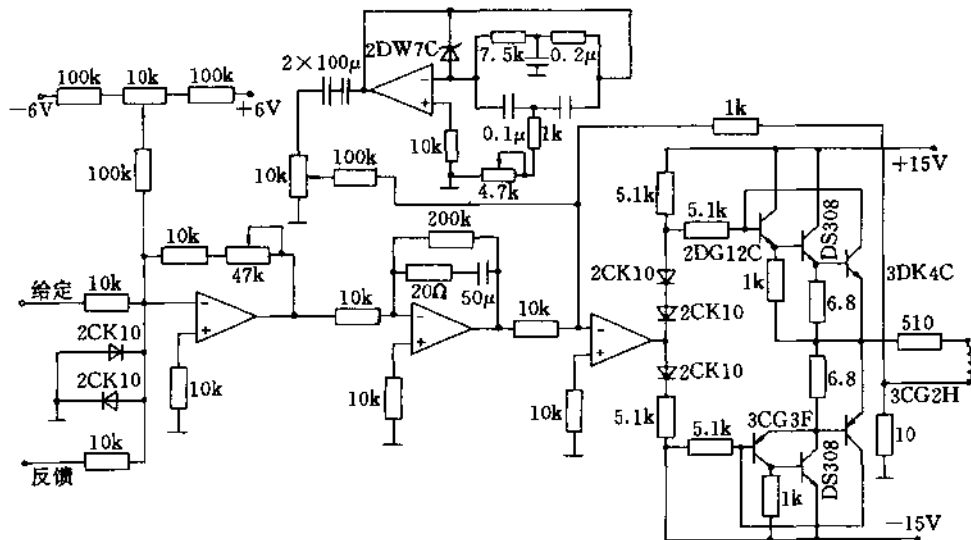 2DW7C
7.5k
0.2μ
2×100μ
100k
10k
100k
−6V
+6V
0.1μ
1k
1k
10k
100k
10k
100k
4.7k
+15V
5.1k
5.1k
DS308
200k
2DG12C
10k
47k
2CK10
1k
3DK4C
给定
10k
20Ω
50μ
6.8
10k
10k
2CK10
510
2CK10
2CK10
2CK10
6.8
3CG2H
10k
10k
10k
5.1k
5.1k
3CG3F
10
反馈
10k
1k
DS308
−15V